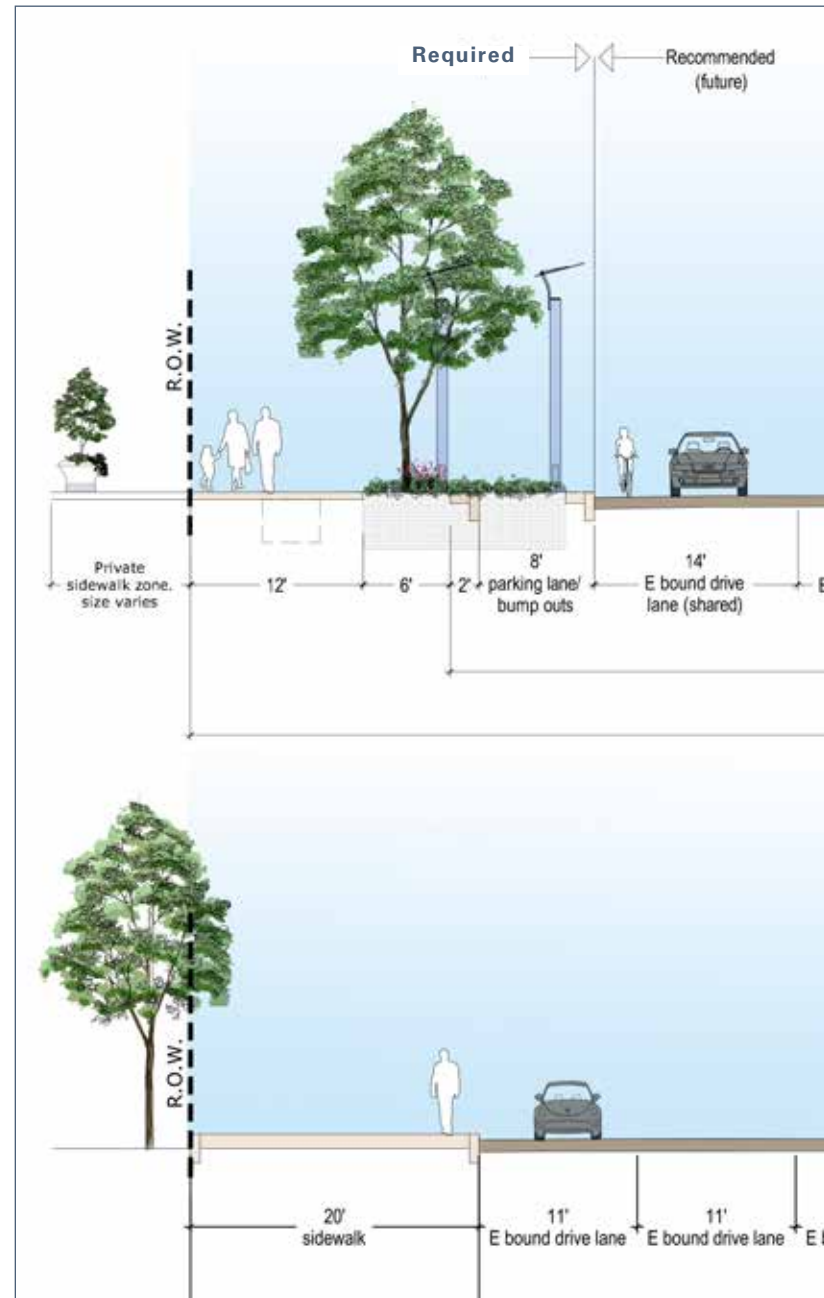 Required
Recommended
(future)
R.O.W.
Private
sidewalk zone.
size varies
12'
6'
2'
8'
parking lane/
bump outs
14'
E bound drive
lane (shared)
E
R.O.W.
20'
sidewalk
11'
E bound drive lane
11'
E bound drive lane
E